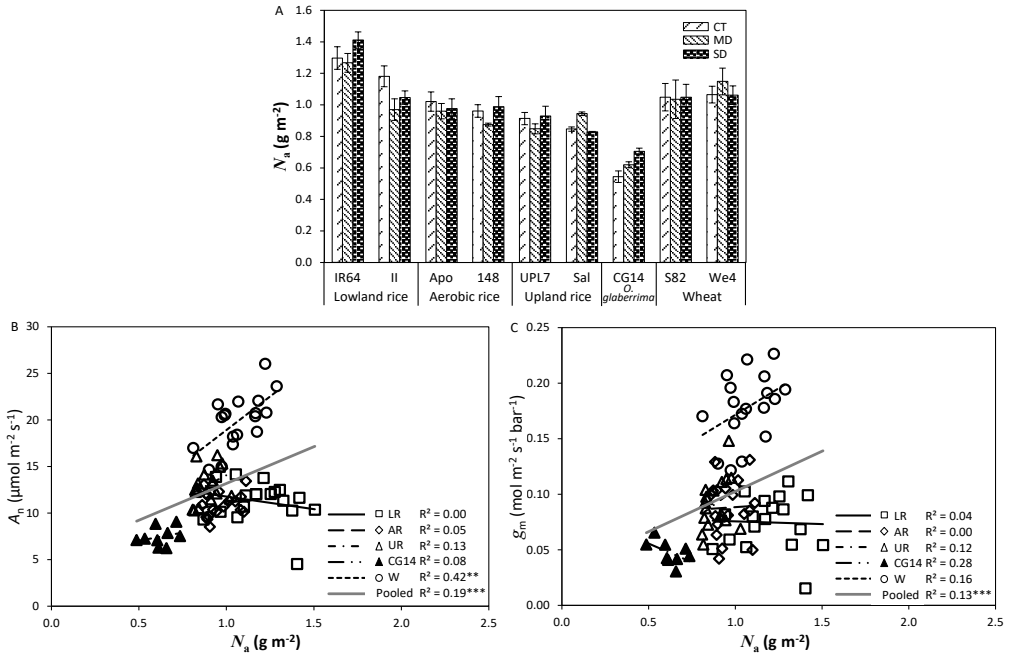 A
CT
MD
SD
1.6
1.4
1.2
1.0
0.8
0.6
0.4
0.2
0.0
Na (g m-2)
IR64 II Apo 148 UPL7 Sal CG14 S82 We4
Lowland rice Aerobic rice Upland rice O. glaberrima Wheat
B
30
25
20
15
10
5
0
An (µmol m-2 s-1)
0.0 0.5 1.0 1.5 2.0 2.5
Na (g m-2)
LR R² = 0.00
AR R² = 0.05
UR R² = 0.13
CG14 R² = 0.08
W R² = 0.42**
Pooled R² = 0.19***
C
0.25
0.20
0.15
0.10
0.05
0.00
gm (mol m-2 s-1 bar-1)
0.0 0.5 1.0 1.5 2.0 2.5
Na (g m-2)
LR R² = 0.04
AR R² = 0.00
UR R² = 0.12
CG14 R² = 0.28
W R² = 0.16
Pooled R² = 0.13***